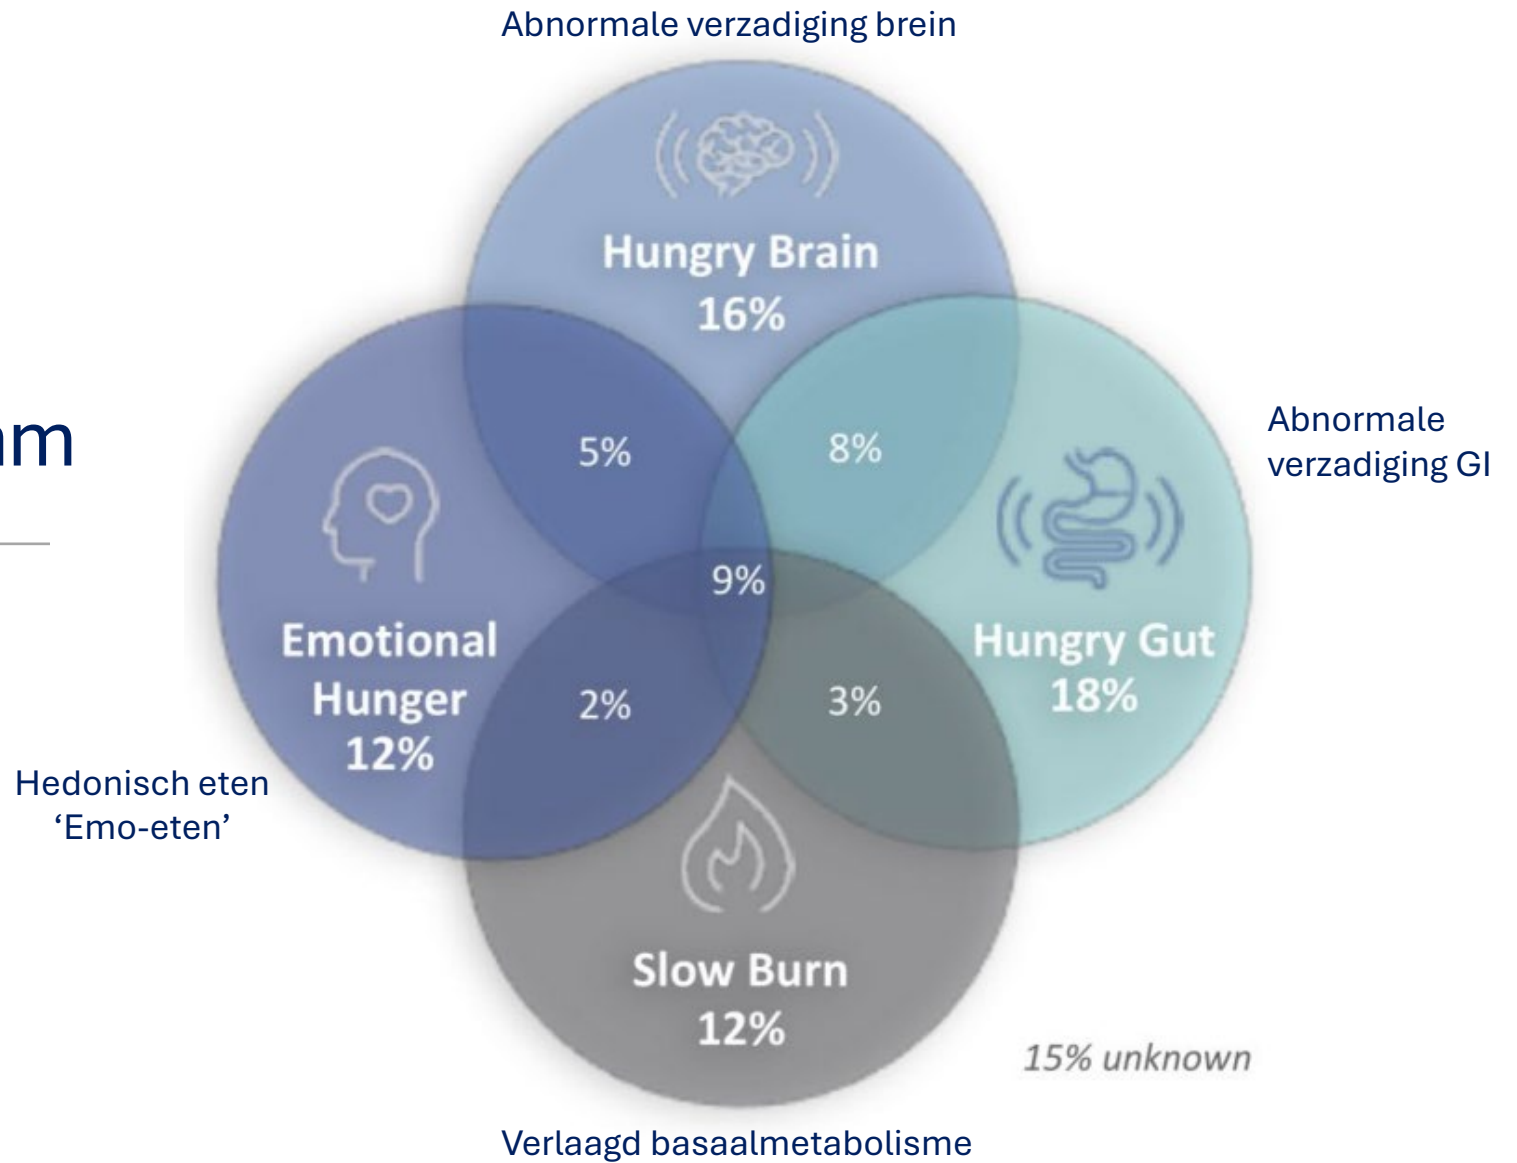 Abnormale verzadiging brein
Hungry Brain
16%
5%
8%
Abnormale
verzadiging GI
9%
Emotional
Hunger
12%
Hungry Gut
18%
2%
3%
Hedonisch eten
‘Emo-eten’
Slow Burn
12%
15% unknown
Verlaagd basaalmetabolisme